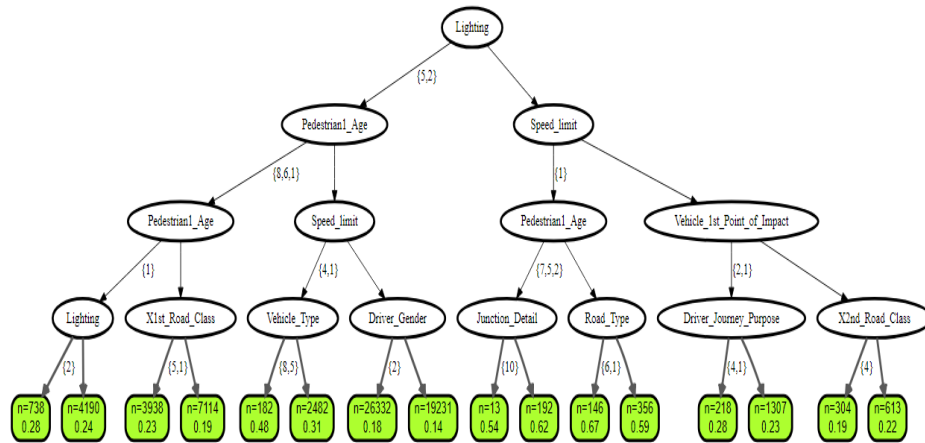 Lighting
{5,2}
Pedestrian1_Age
Speed_limit
{8,6,1}
{1}
Pedestrian1_Age
Speed_limit
Pedestrian1_Age
Vehicle_1st_Point_of_Impact
{1}
{4,1}
{7,5,2}
{2,1}
Lighting
X1st_Road_Class
Vehicle_Type
Driver_Gender
Junction_Detail
Road_Type
Driver_Journey_Purpose
X2nd_Road_Class
{2}
{5,1}
{8,5}
{2}
{10}
{6,1}
{4,1}
{4}
n=738
0.28
n=4190
0.24
n=3938
0.23
n=7114
0.19
n=182
0.48
n=2482
0.31
n=26332
0.18
n=19231
0.14
n=13
0.54
n=192
0.62
n=146
0.67
n=356
0.59
n=218
0.28
n=1307
0.23
n=304
0.19
n=613
0.22